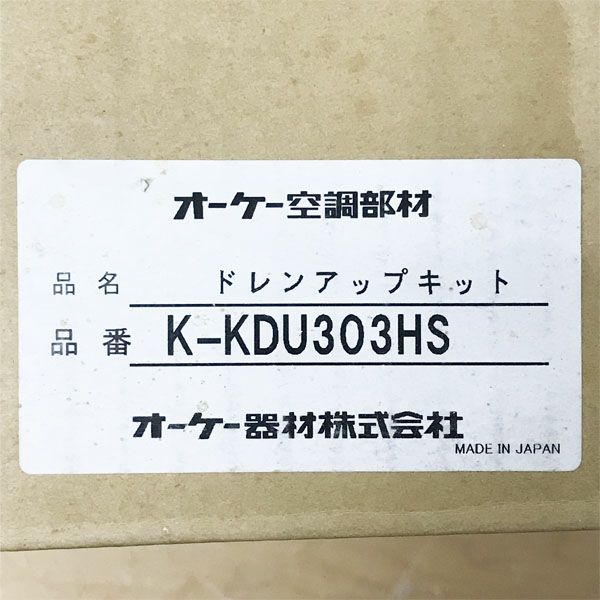 オーケー空調部材
品名 ドレンアップキット
品番 K-KDU303HS
オーケー器材株式会社
MADE IN JAPAN